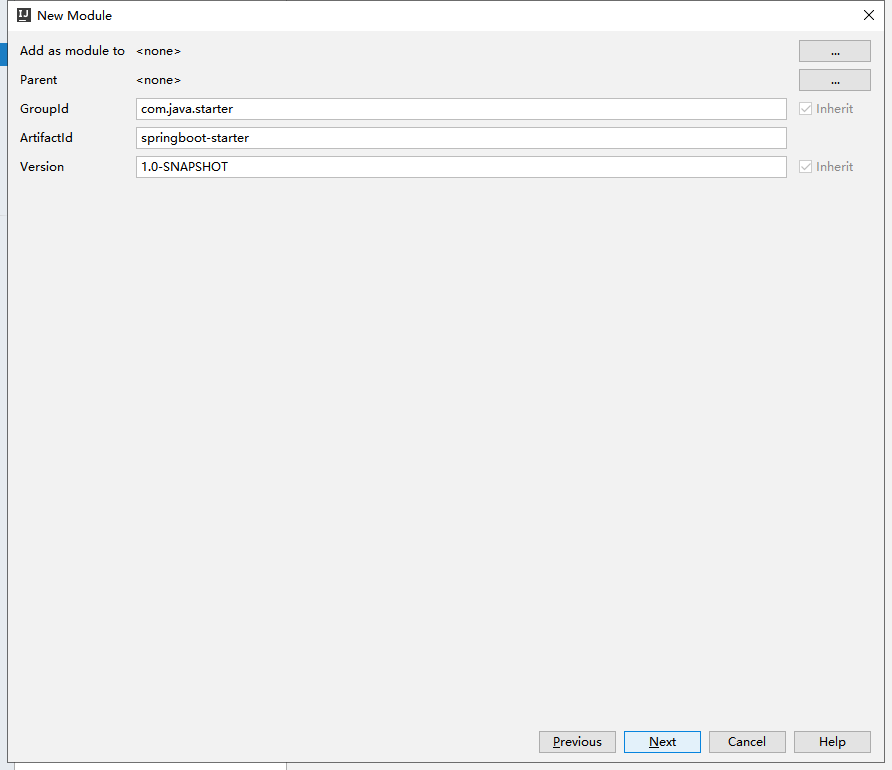 IJ New Module
Add as module to <none> ...
Parent <none> ...
GroupId com.java.starter Inherit
ArtifactId springboot-starter
Version 1.0-SNAPSHOT Inherit
Previous Next Cancel Help